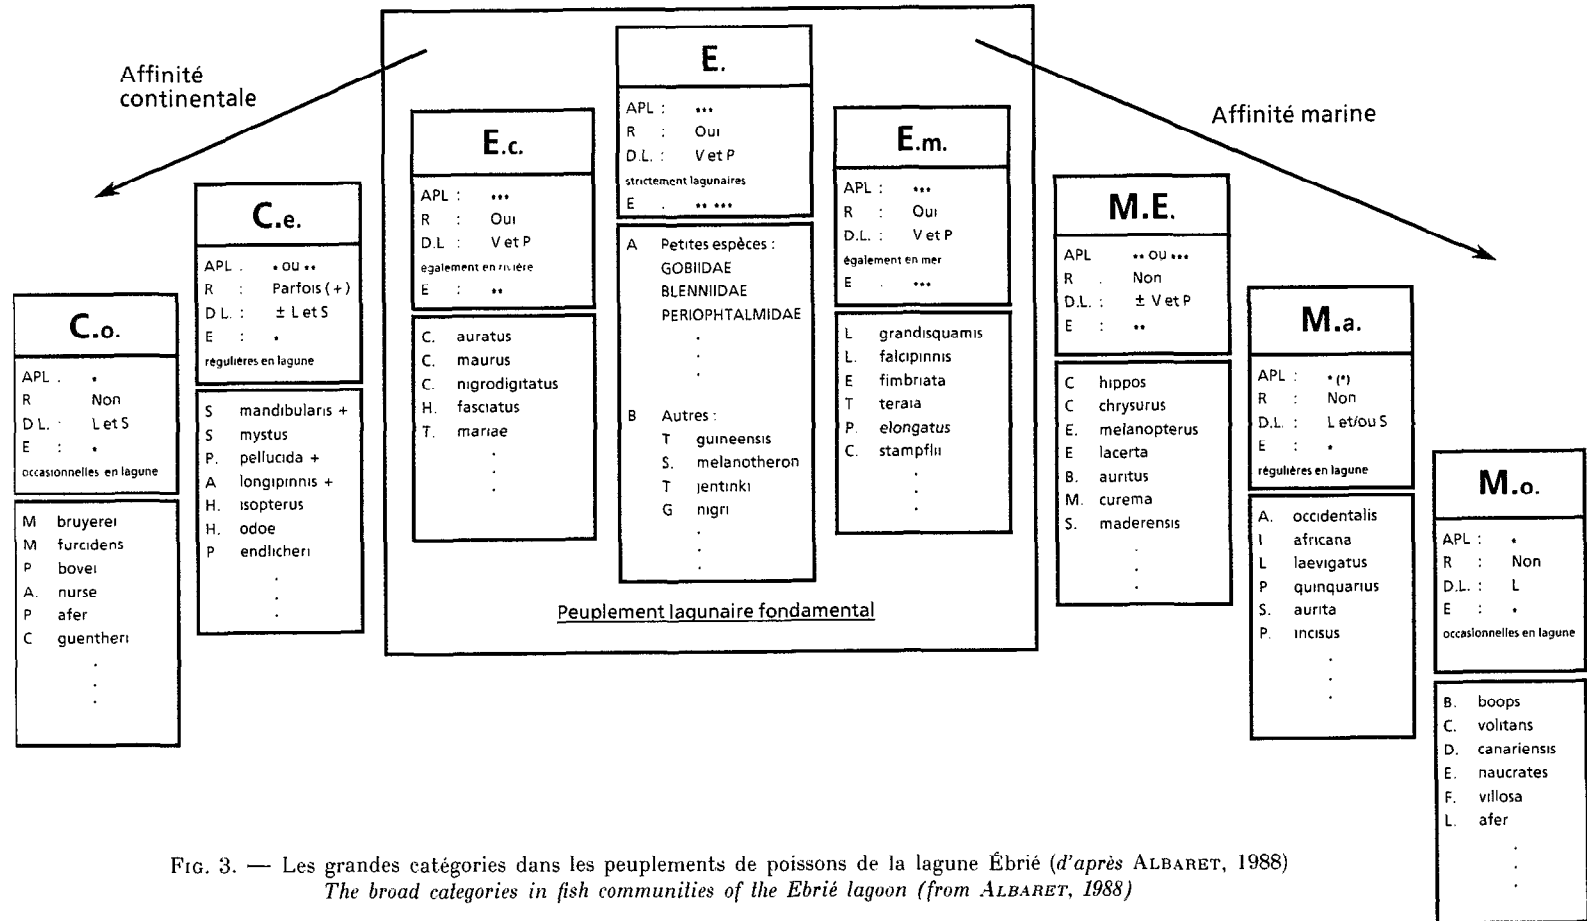 Affinité
continentale
Affinité marine
C.o.
APL . •
R Non
D L. · L et S
E : •
occasionnelles en lagune
M bruyerei
M furcidens
P bovei
A. nurse
P afer
C guentheri
.
.
.
C.e.
APL . • ou ••
R : Parfois (+)
D L. : ± L et S
E : •
régulières en lagune
S mandibularis +
S mystus
P. pellucida +
A longipinnis +
H. isopterus
H. odoe
P endlicheri
.
.
.
E.c.
APL : •••
R : Oui
D.L : V et P
également en rivière
E : ••
C. auratus
C. maurus
C. nigrodigitatus
H. fasciatus
T. mariae
.
.
.
E.
APL : •••
R : Oui
D.L. : V et P
strictement lagunaires
E . •• •••
A Petites espèces :
GOBIIDAE
BLENNIIDAE
PERIOPHTALMIDAE
.
.
.
B Autres :
T guineensis
S. melanotheron
T jentinki
G nigri
.
.
.
E.m.
APL : •••
R : Oui
D.L. : V et P
également en mer
E . •••
L grandisquamis
L. falcipinnis
E fimbriata
T teraia
P. elongatus
C. stampflii
.
.
.
Peuplement lagunaire fondamental
M.E.
APL •• ou •••
R . Non
D.L. : ± V et P
E : ••
C hippos
C chrysurus
E. melanopterus
E lacerta
B. auritus
M. curema
S. maderensis
.
.
.
M.a.
APL : • (•)
R : Non
D.L. : L et/ou S
E : •
régulières en lagune
A. occidentalis
I africana
L laevigatus
P quinquarius
S. aurita
P. incisus
.
.
.
M.o.
APL : •
R : Non
D.L. : L
E : •
occasionnelles en lagune
B. boops
C. volitans
D. canariensis
E. naucrates
F. villosa
L. afer
.
.
.
FIG. 3. — Les grandes catégories dans les peuplements de poissons de la lagune Ébrié (d'après ALBARET, 1988)
The broad categories in fish communities of the Ebrié lagoon (from ALBARET, 1988)